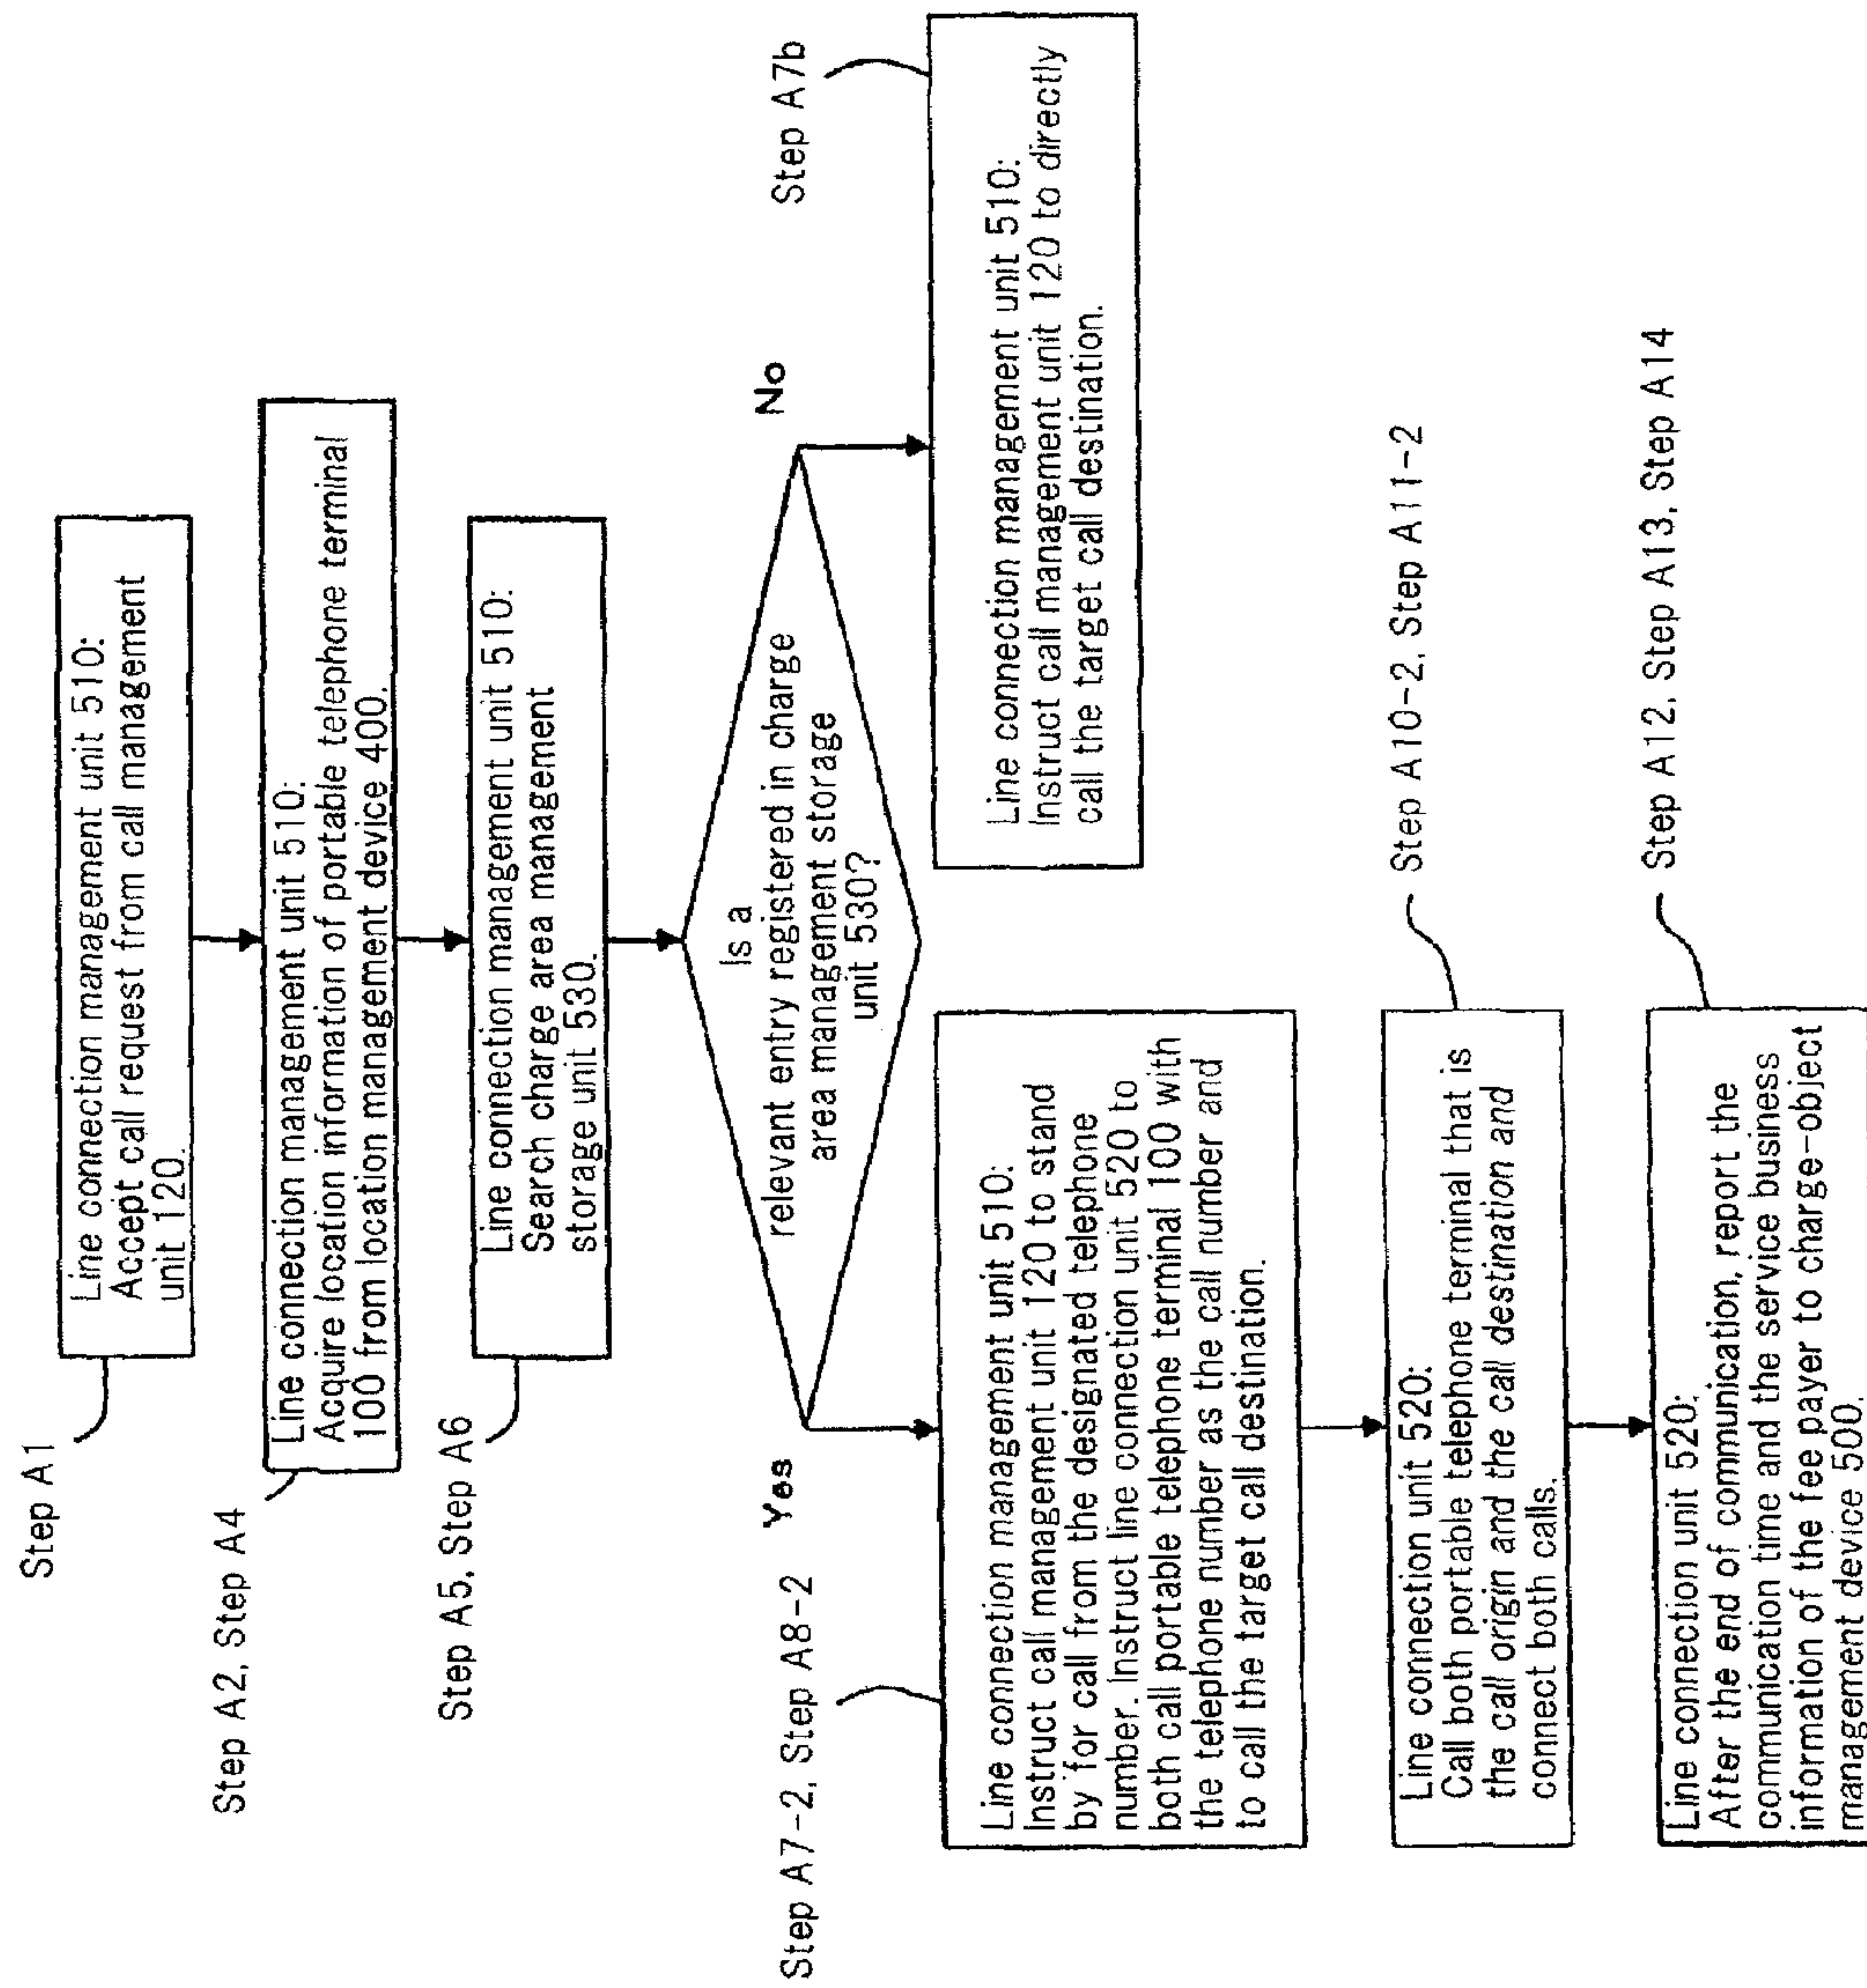 Step A1
Line connection management unit 510:
Accept call request from call management
unit 120.
Step A2, Step A4
Line connection management unit 510:
Acquire location information of portable telephone terminal
100 from location management device 400.
Step A5, Step A6
Line connection management unit 510:
Search charge area management
storage unit 530.
Is a
relevant entry registered in charge
area management storage
unit 530?
Yes
No
Step A7-2, Step A8-2
Line connection management unit 510:
Instruct call management unit 120 to stand
by for call from the designated telephone
number. Instruct line connection unit 520 to
both call portable telephone terminal 100 with
the telephone number as the call number and
to call the target call destination.
Step A7b
Line connection management unit 510:
Instruct call management unit 120 to directly
call the target call destination.
Step A10-2, Step A11-2
Line connection unit 520:
Call both portable telephone terminal that is
the call origin and the call destination and
connect both calls.
Step A12, Step A13, Step A14
Line connection unit 520:
After the end of communication, report the
communication time and the service business
information of the fee payer to charge-object
management device 500.